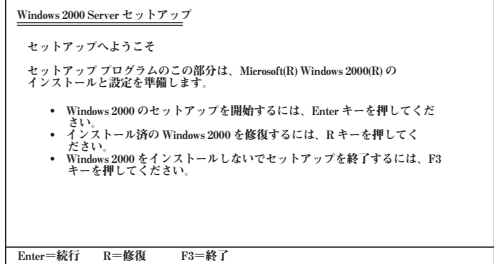 Windows 2000 Server セットアップ
セットアップへようこそ
セットアップ プログラムのこの部分は、Microsoft(R) Windows 2000(R) の
インストールと設定を準備します。
• Windows 2000 のセットアップを開始するには、Enter キーを押してくだ
さい。
• インストール済の Windows 2000 を修復するには、R キーを押してく
ださい。
• Windows 2000 をインストールしないでセットアップを終了するには、F3
キーを押してください。
Enter=続行 R=修復 F3=終了